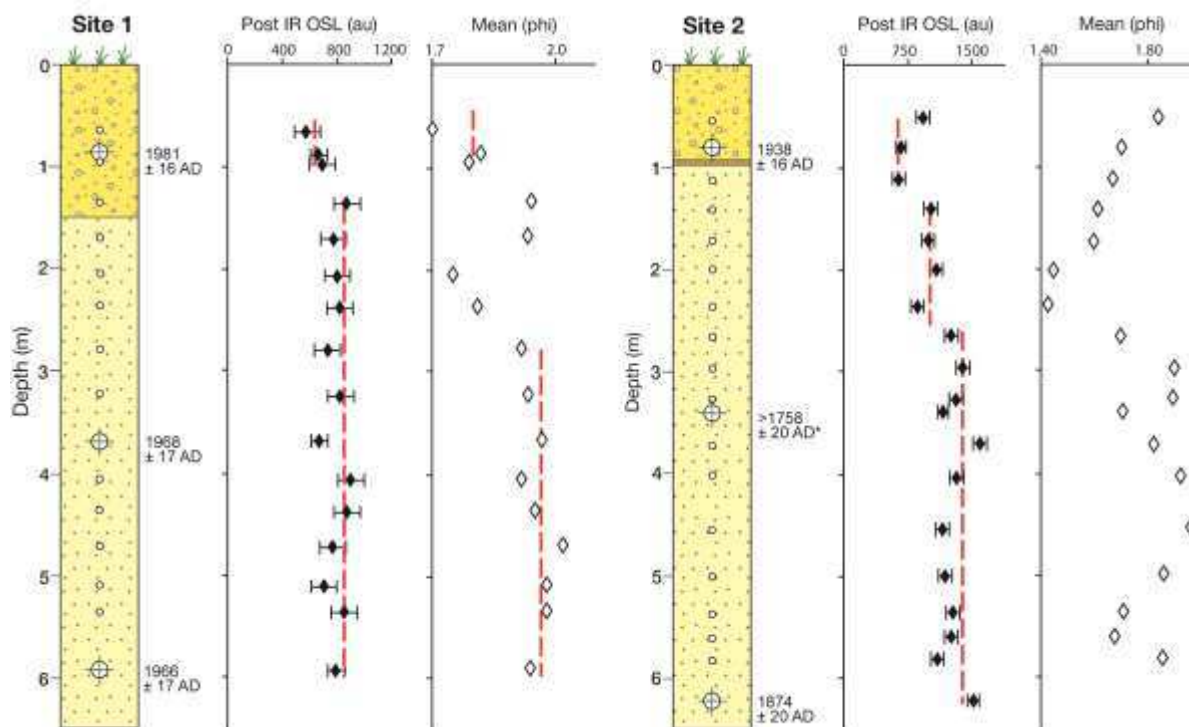 Site 1
Post IR OSL (au)
Mean (phi)
Site 2
Post IR OSL (au)
Mean (phi)
0 400 800 1200
1.7 2.0
0 750 1500
1.40 1.80
0
1
2
3
4
5
6
Depth (m)
1981
± 16 AD
1968
± 17 AD
1966
± 17 AD
0
1
2
3
4
5
6
Depth (m)
1938
± 16 AD
>1758
± 20 AD*
1874
± 20 AD